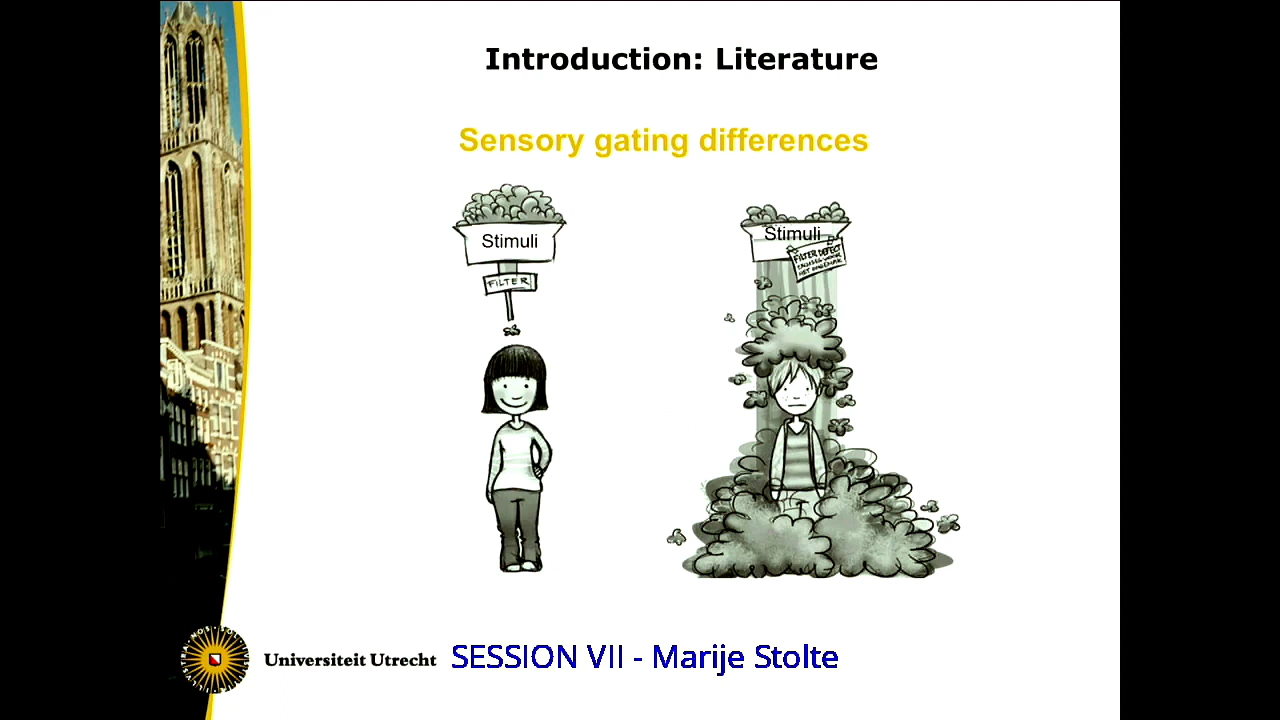 Introduction: Literature
Sensory gating differences
Stimuli
FILTER
Stimuli
FILTER DEFECT
Universiteit Utrecht
SESSION VII - Marije Stolte